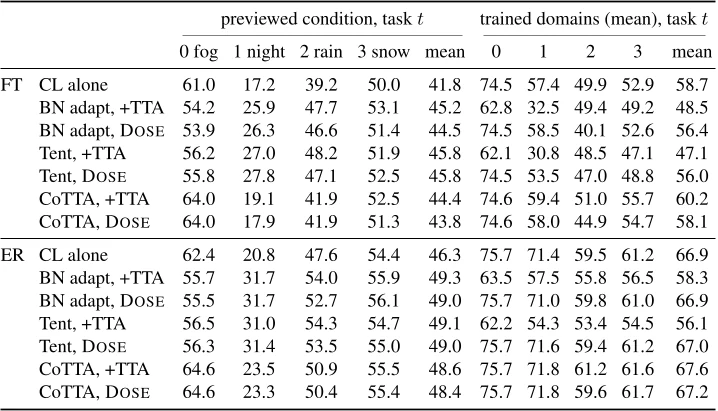 previewed condition, task t trained domains (mean), task t
0 fog 1 night 2 rain 3 snow mean 0 1 2 3 mean
FT CL alone 61.0 17.2 39.2 50.0 41.8 74.5 57.4 49.9 52.9 58.7
BN adapt, +TTA 54.2 25.9 47.7 53.1 45.2 62.8 32.5 49.4 49.2 48.5
BN adapt, DOSE 53.9 26.3 46.6 51.4 44.5 74.5 58.5 40.1 52.6 56.4
Tent, +TTA 56.2 27.0 48.2 51.9 45.8 62.1 30.8 48.5 47.1 47.1
Tent, DOSE 55.8 27.8 47.1 52.5 45.8 74.5 53.5 47.0 48.8 56.0
CoTTA, +TTA 64.0 19.1 41.9 52.5 44.4 74.6 59.4 51.0 55.7 60.2
CoTTA, DOSE 64.0 17.9 41.9 51.3 43.8 74.6 58.0 44.9 54.7 58.1
ER CL alone 62.4 20.8 47.6 54.4 46.3 75.7 71.4 59.5 61.2 66.9
BN adapt, +TTA 55.7 31.7 54.0 55.9 49.3 63.5 57.5 55.8 56.5 58.3
BN adapt, DOSE 55.5 31.7 52.7 56.1 49.0 75.7 71.0 59.8 61.0 66.9
Tent, +TTA 56.5 31.0 54.3 54.7 49.1 62.2 54.3 53.4 54.5 56.1
Tent, DOSE 56.3 31.4 53.5 55.0 49.0 75.7 71.6 59.4 61.2 67.0
CoTTA, +TTA 64.6 23.5 50.9 55.5 48.6 75.7 71.8 61.2 61.6 67.6
CoTTA, DOSE 64.6 23.3 50.4 55.4 48.4 75.7 71.8 59.6 61.7 67.2